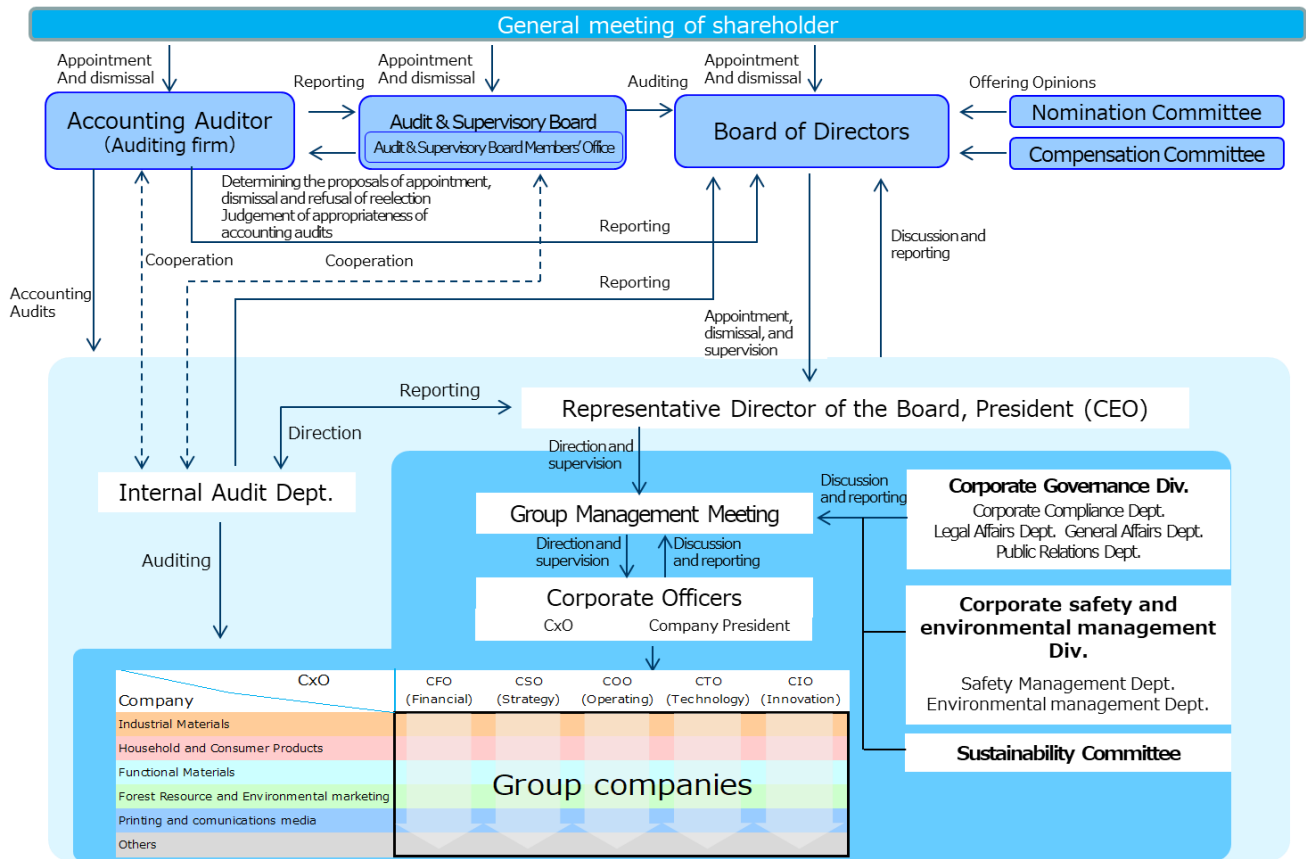 General meeting of shareholder
Appointment
And dismissal
Reporting
Appointment
And dismissal
Auditing
Appointment
And dismissal
Offering Opinions
Accounting Auditor
(Auditing firm)
Audit & Supervisory Board
Audit & Supervisory Board Members' Office
Board of Directors
Nomination Committee
Compensation Committee
Determining the proposals of appointment,
dismissal and refusal of reelection
Judgement of appropriateness of
accounting audits
Reporting
Discussion and
reporting
Cooperation
Cooperation
Reporting
Accounting
Audits
Appointment,
dismissal, and
supervision
Reporting
Direction
Representative Director of the Board, President (CEO)
Direction and
supervision
Internal Audit Dept.
Group Management Meeting
Discussion
and reporting
Corporate Governance Div.
Corporate Compliance Dept.
Legal Affairs Dept. General Affairs Dept.
Public Relations Dept.
Auditing
Direction and
supervision
Discussion
and reporting
Corporate Officers
CxO Company President
Corporate safety and
environmental management
Div.
Safety Management Dept.
Environmental management Dept.
Sustainability Committee
CxO
Company
CFO
(Financial)
CSO
(Strategy)
COO
(Operating)
CTO
(Technology)
CIO
(Innovation)
Industrial Materials
Household and Consumer Products
Functional Materials
Forest Resource and Environmental marketing
Printing and comunications media
Others
Group companies